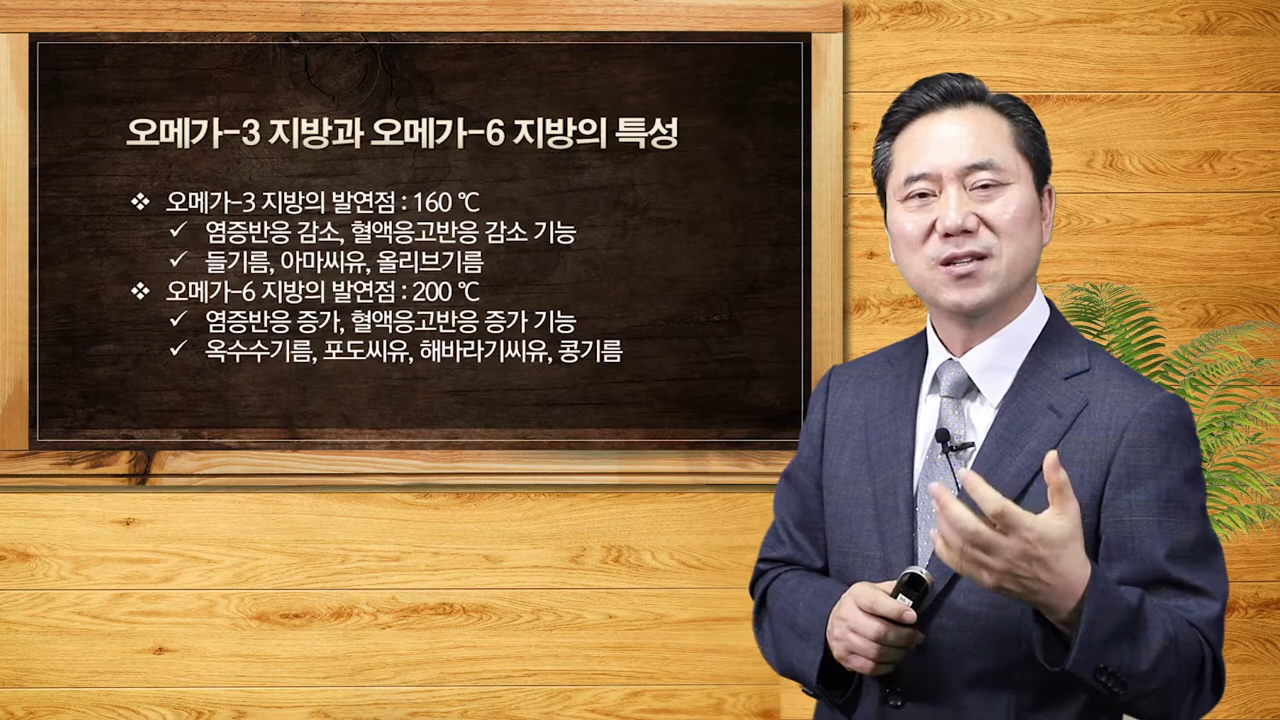 오메가-3 지방과 오메가-6 지방의 특성
❖ 오메가-3 지방의 발연점 : 160 ℃
✓ 염증반응 감소, 혈액응고반응 감소 기능
✓ 들기름, 아마씨유, 올리브기름
❖ 오메가-6 지방의 발연점 : 200 ℃
✓ 염증반응 증가, 혈액응고반응 증가 기능
✓ 옥수수기름, 포도씨유, 해바라기씨유, 콩기름